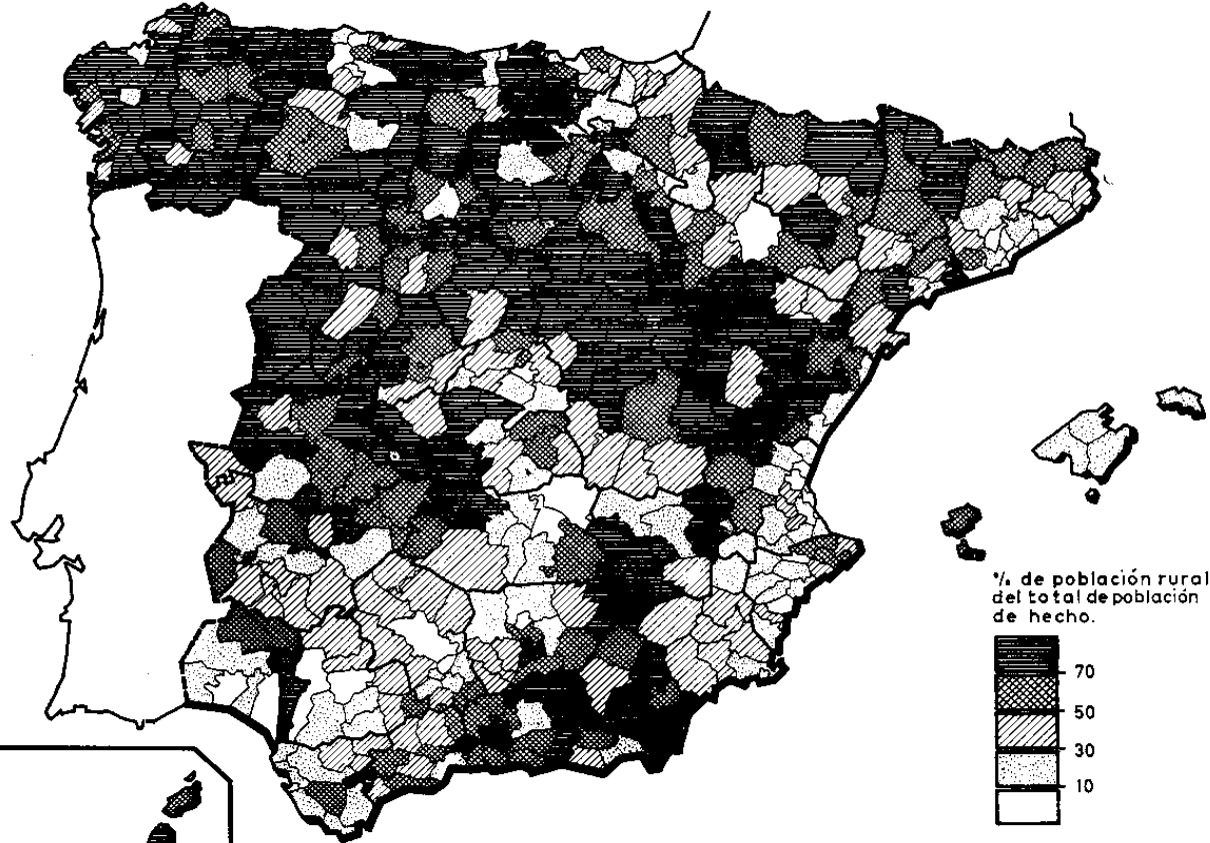 % de población rural
del total de población
de hecho.
70
50
30
10